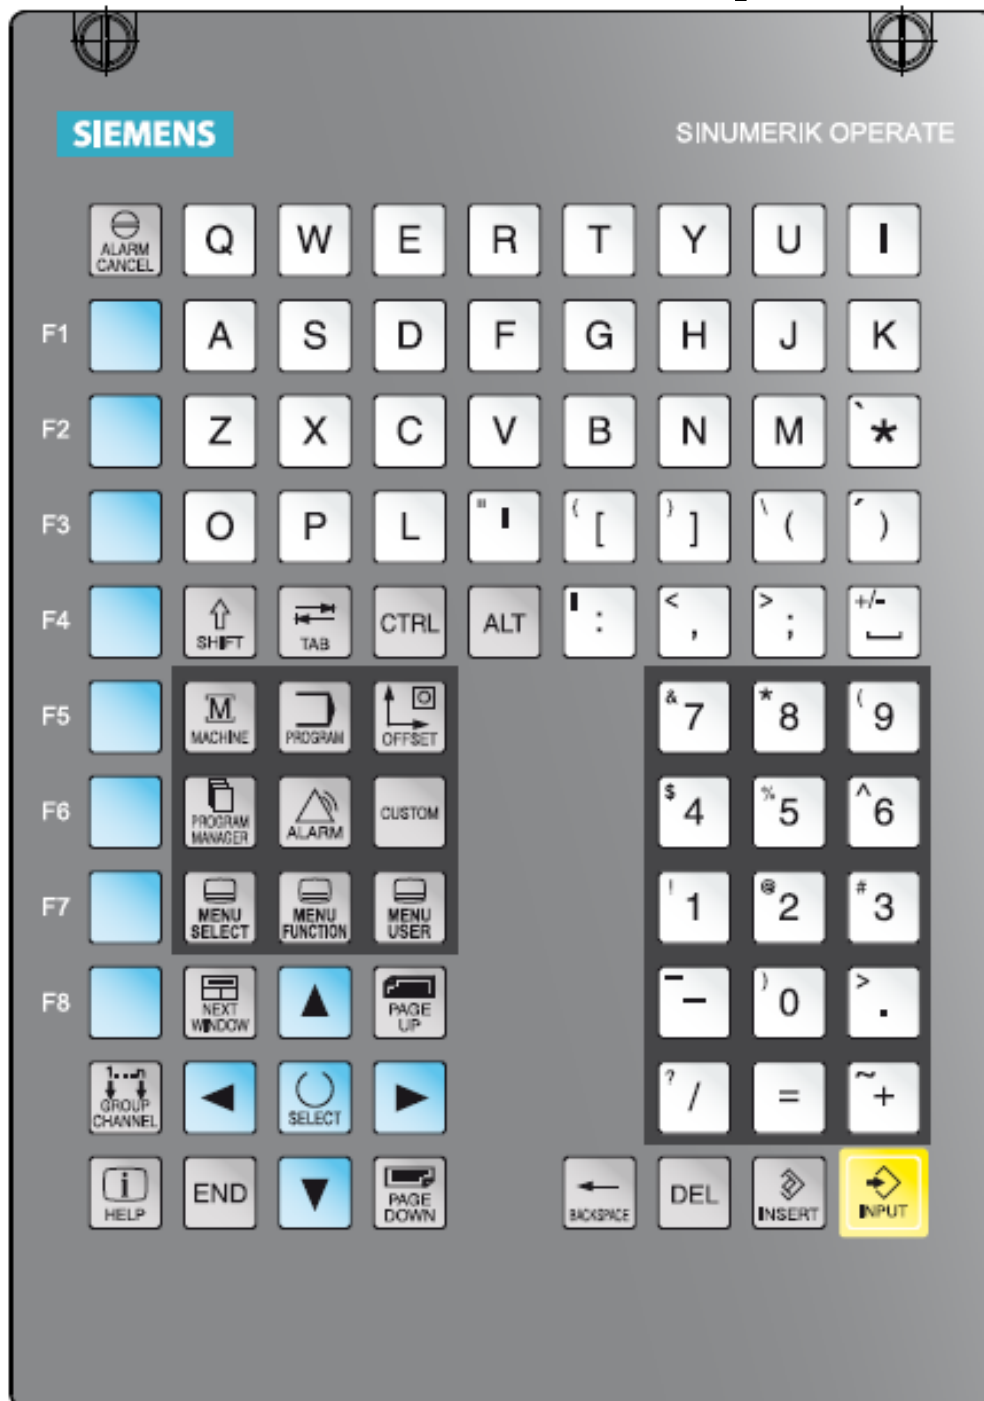 SIEMENS SINUMERIK OPERATE
ALARM CANCEL Q W E R T Y U I
F1 A S D F G H J K
F2 Z X C V B N M ` *
F3 O P L " ' { [ } ] \ ( ´ )
F4 SHIFT TAB CTRL ALT ' : < , > ; +/-
F5 M MACHINE PROGRAM OFFSET & 7 * 8 ( 9
F6 PROGRAM MANAGER ALARM CUSTOM $ 4 % 5 ^ 6
F7 MENU SELECT MENU FUNCTION MENU USER ! 1 @ 2 # 3
F8 NEXT WINDOW PAGE UP – – ) 0 > .
1...n GROUP CHANNEL SELECT ? / = ~ +
i HELP END PAGE DOWN BACKSPACE DEL INSERT INPUT